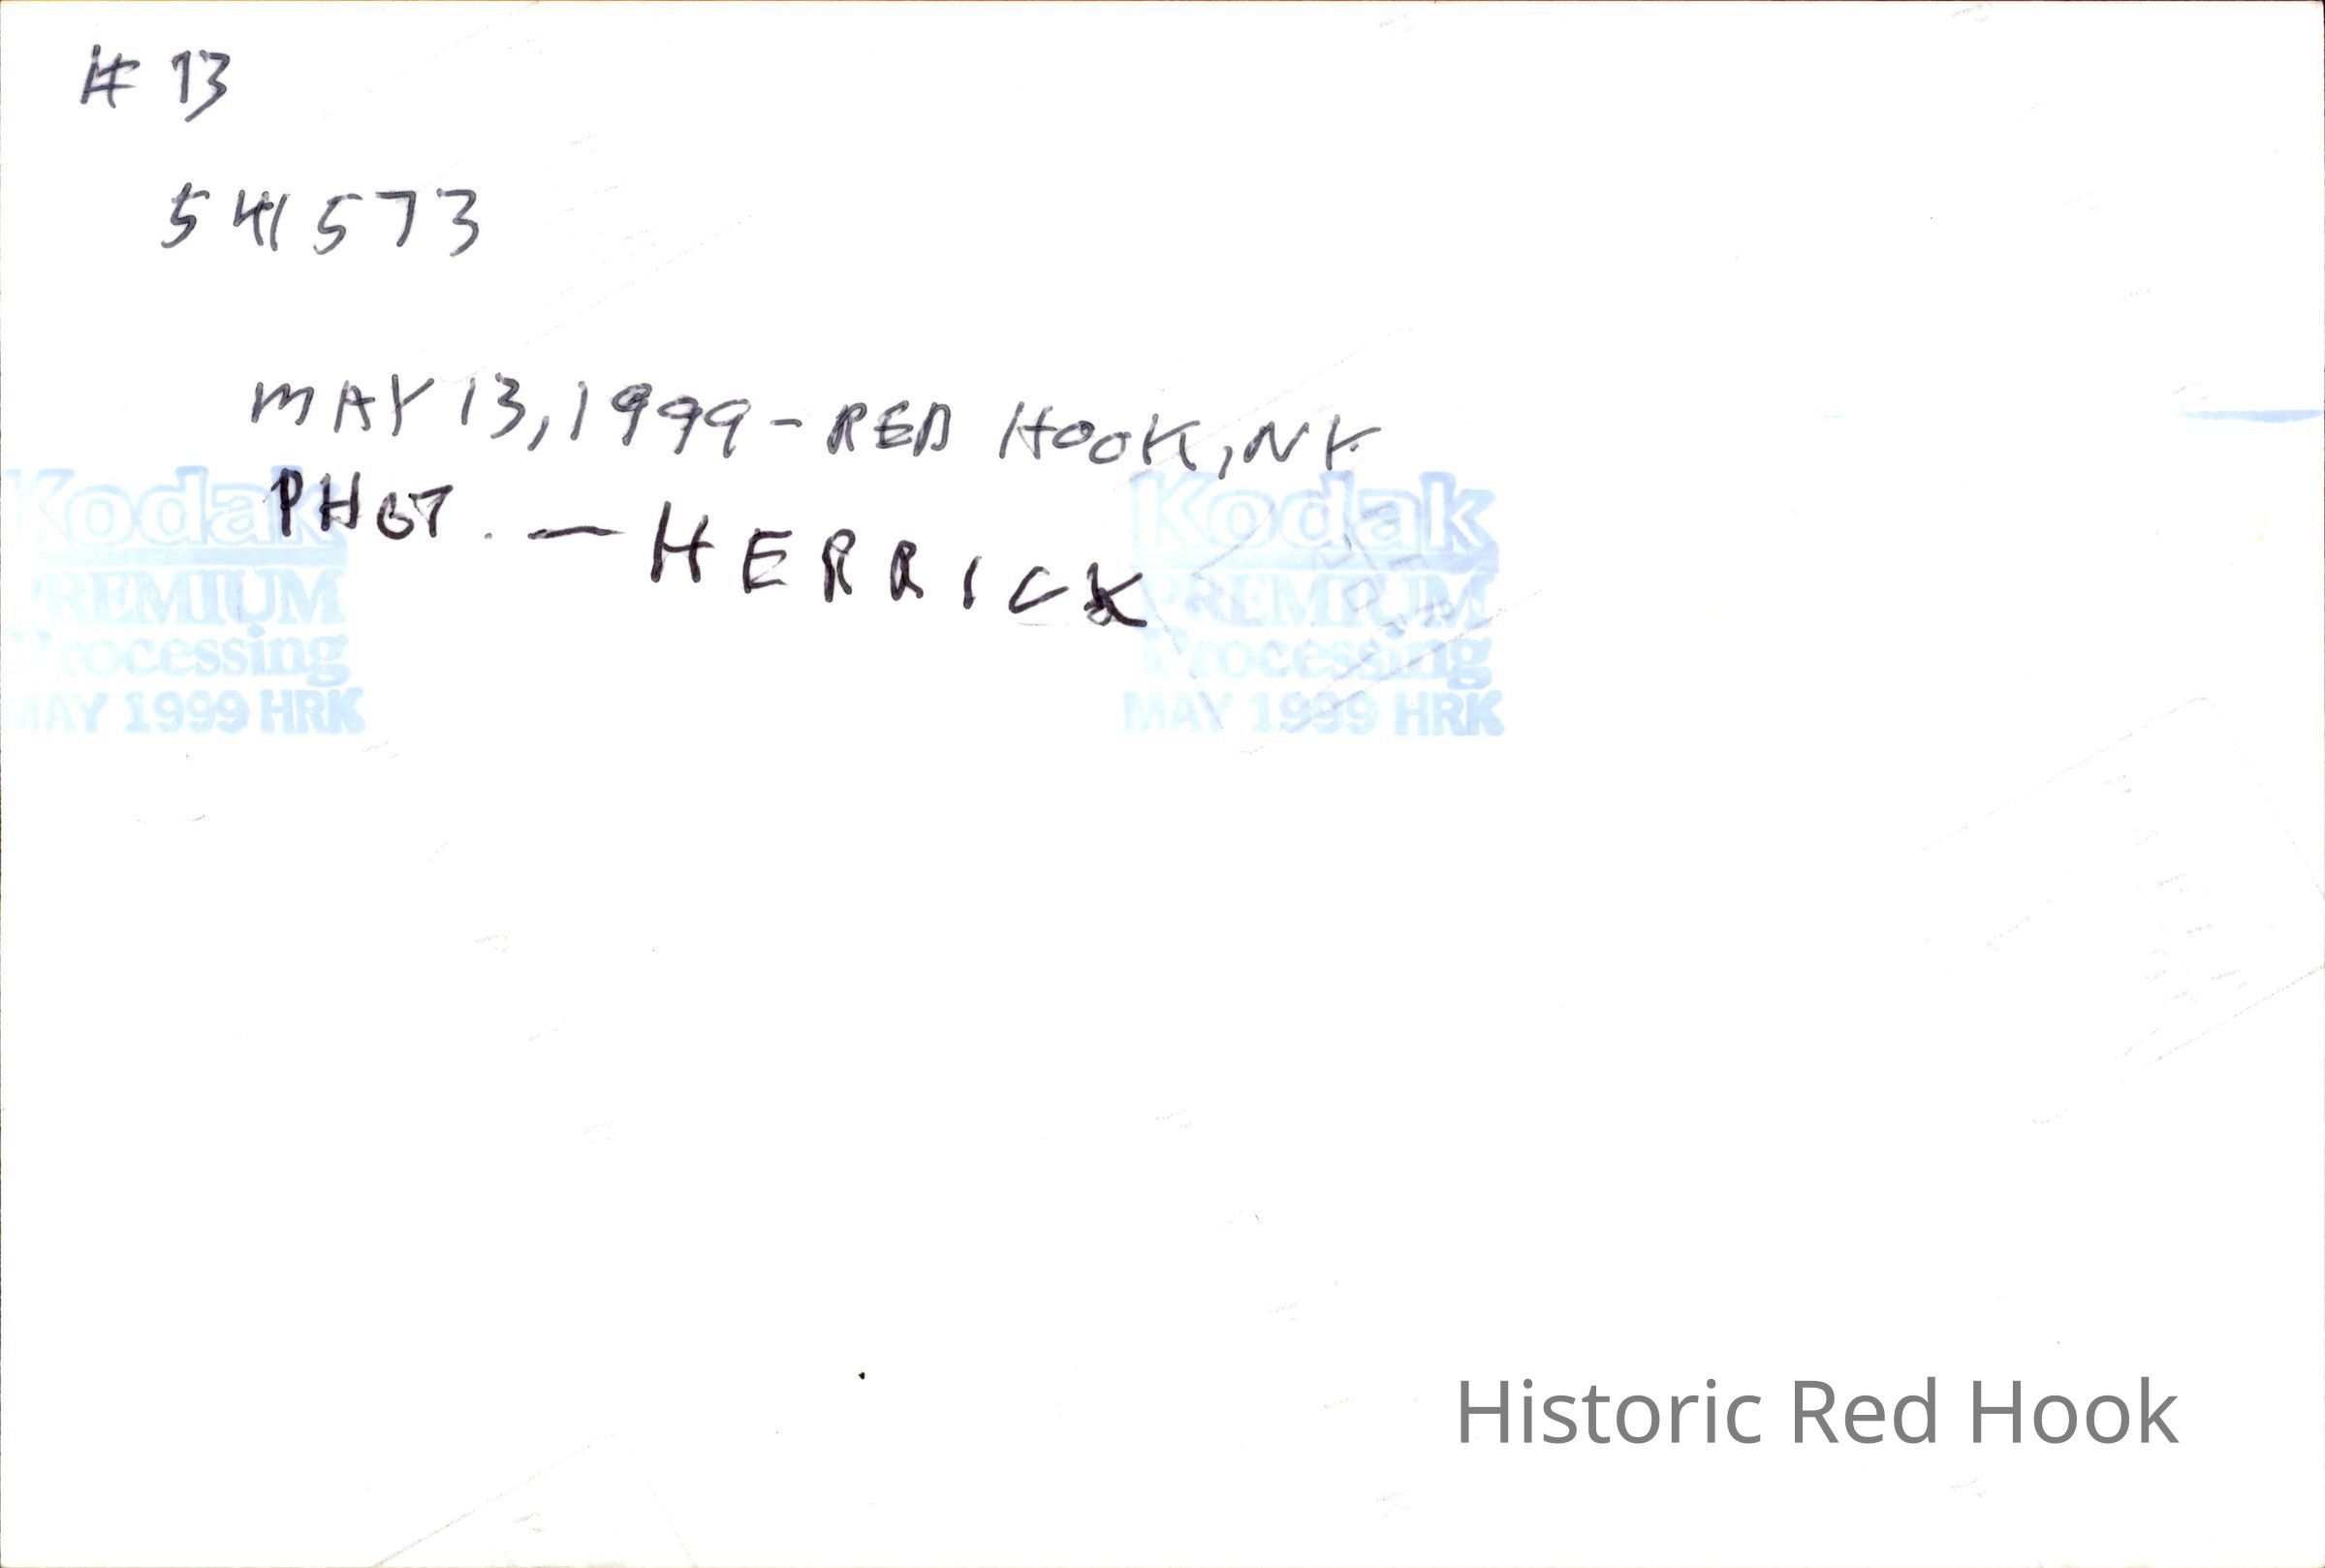 # 13
541573
MAY 13, 1999 - RED HOOK, NY.
PHOT. — HERRICK
Kodak
PREMIUM
Processing
MAY 1999 HRK
Kodak
PREMIUM
Processing
MAY 1999 HRK
Historic Red Hook